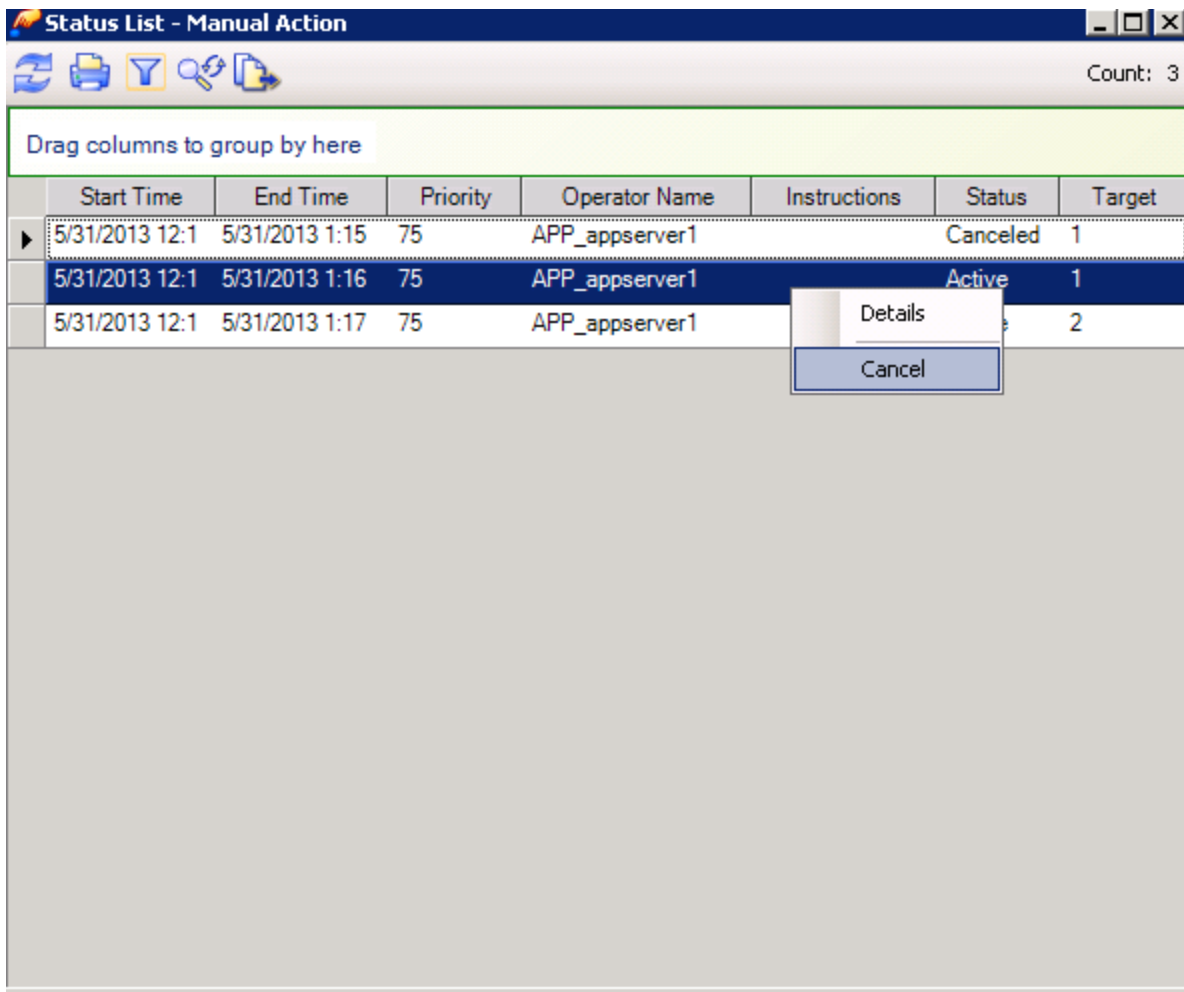 Status List - Manual Action
Count: 3
Drag columns to group by here
Start Time End Time Priority Operator Name Instructions Status Target
5/31/2013 12:1 5/31/2013 1:15 75 APP_appserver1 Canceled 1
5/31/2013 12:1 5/31/2013 1:16 75 APP_appserver1 Active 1
5/31/2013 12:1 5/31/2013 1:17 75 APP_appserver1 2
Details
Cancel